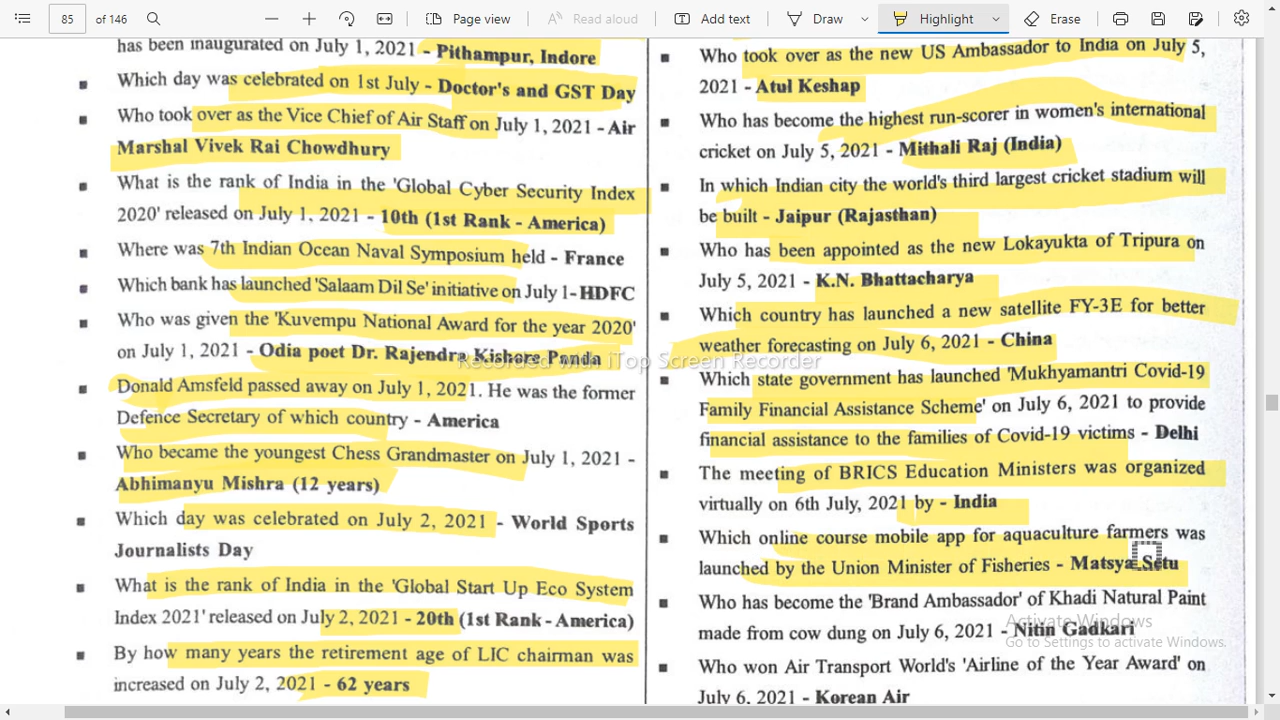 85
of 146
Page view
Read aloud
Add text
Draw
Highlight
Erase
has been inaugurated on July 1, 2021 - Pithampur, Indore
Which day was celebrated on 1st July - Doctor's and GST Day
Who took over as the Vice Chief of Air Staff on July 1, 2021 - Air
Marshal Vivek Rai Chowdhury
What is the rank of India in the 'Global Cyber Security Index
2020' released on July 1, 2021 - 10th (1st Rank - America)
Where was 7th Indian Ocean Naval Symposium held - France
Which bank has launched 'Salaam Dil Se' initiative on July 1- HDFC
Who was given the 'Kuvempu National Award for the year 2020'
on July 1, 2021 - Odia poet Dr. Rajendra Kishore Panda
Donald Amsfeld passed away on July 1, 2021. He was the former
Defence Secretary of which country - America
Who became the youngest Chess Grandmaster on July 1, 2021 -
Abhimanyu Mishra (12 years)
Which day was celebrated on July 2, 2021 - World Sports
Journalists Day
What is the rank of India in the 'Global Start Up Eco System
Index 2021' released on July 2, 2021 - 20th (1st Rank - America)
By how many years the retirement age of LIC chairman was
increased on July 2, 2021 - 62 years
Who took over as the new US Ambassador to India on July 5,
2021 - Atul Keshap
Who has become the highest run-scorer in women's international
cricket on July 5, 2021 - Mithali Raj (India)
In which Indian city the world's third largest cricket stadium will
be built - Jaipur (Rajasthan)
Who has been appointed as the new Lokayukta of Tripura on
July 5, 2021 - K.N. Bhattacharya
Which country has launched a new satellite FY-3E for better
weather forecasting on July 6, 2021 - China
Which state government has launched 'Mukhyamantri Covid-19
Family Financial Assistance Scheme' on July 6, 2021 to provide
financial assistance to the families of Covid-19 victims - Delhi
The meeting of BRICS Education Ministers was organized
virtually on 6th July, 2021 by - India
Which online course mobile app for aquaculture farmers was
launched by the Union Minister of Fisheries - Matsya Setu
Who has become the 'Brand Ambassador' of Khadi Natural Paint
made from cow dung on July 6, 2021 - Nitin Gadkari
Who won Air Transport World's 'Airline of the Year Award' on
July 6, 2021 - Korean Air
Recorded with iTop Screen Recorder
Activate Windows
Go to Settings to activate Windows.